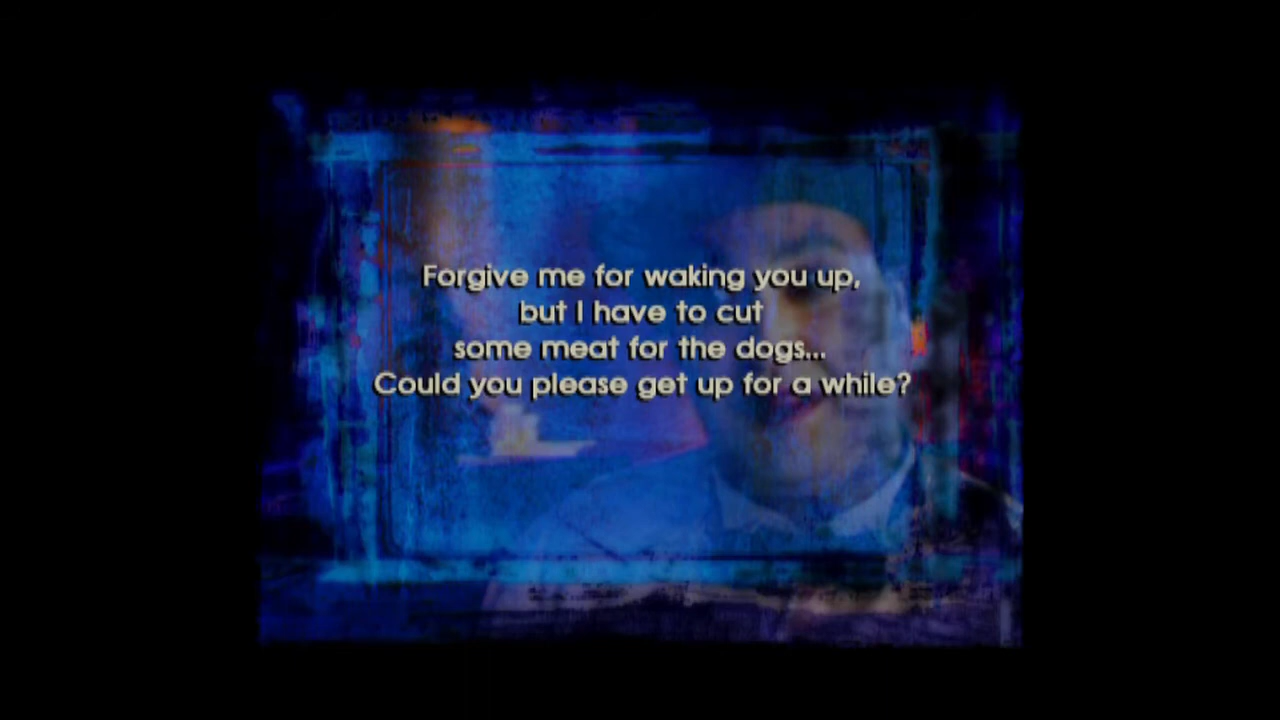 Forgive me for waking you up,
but I have to cut
some meat for the dogs...
Could you please get up for a while?